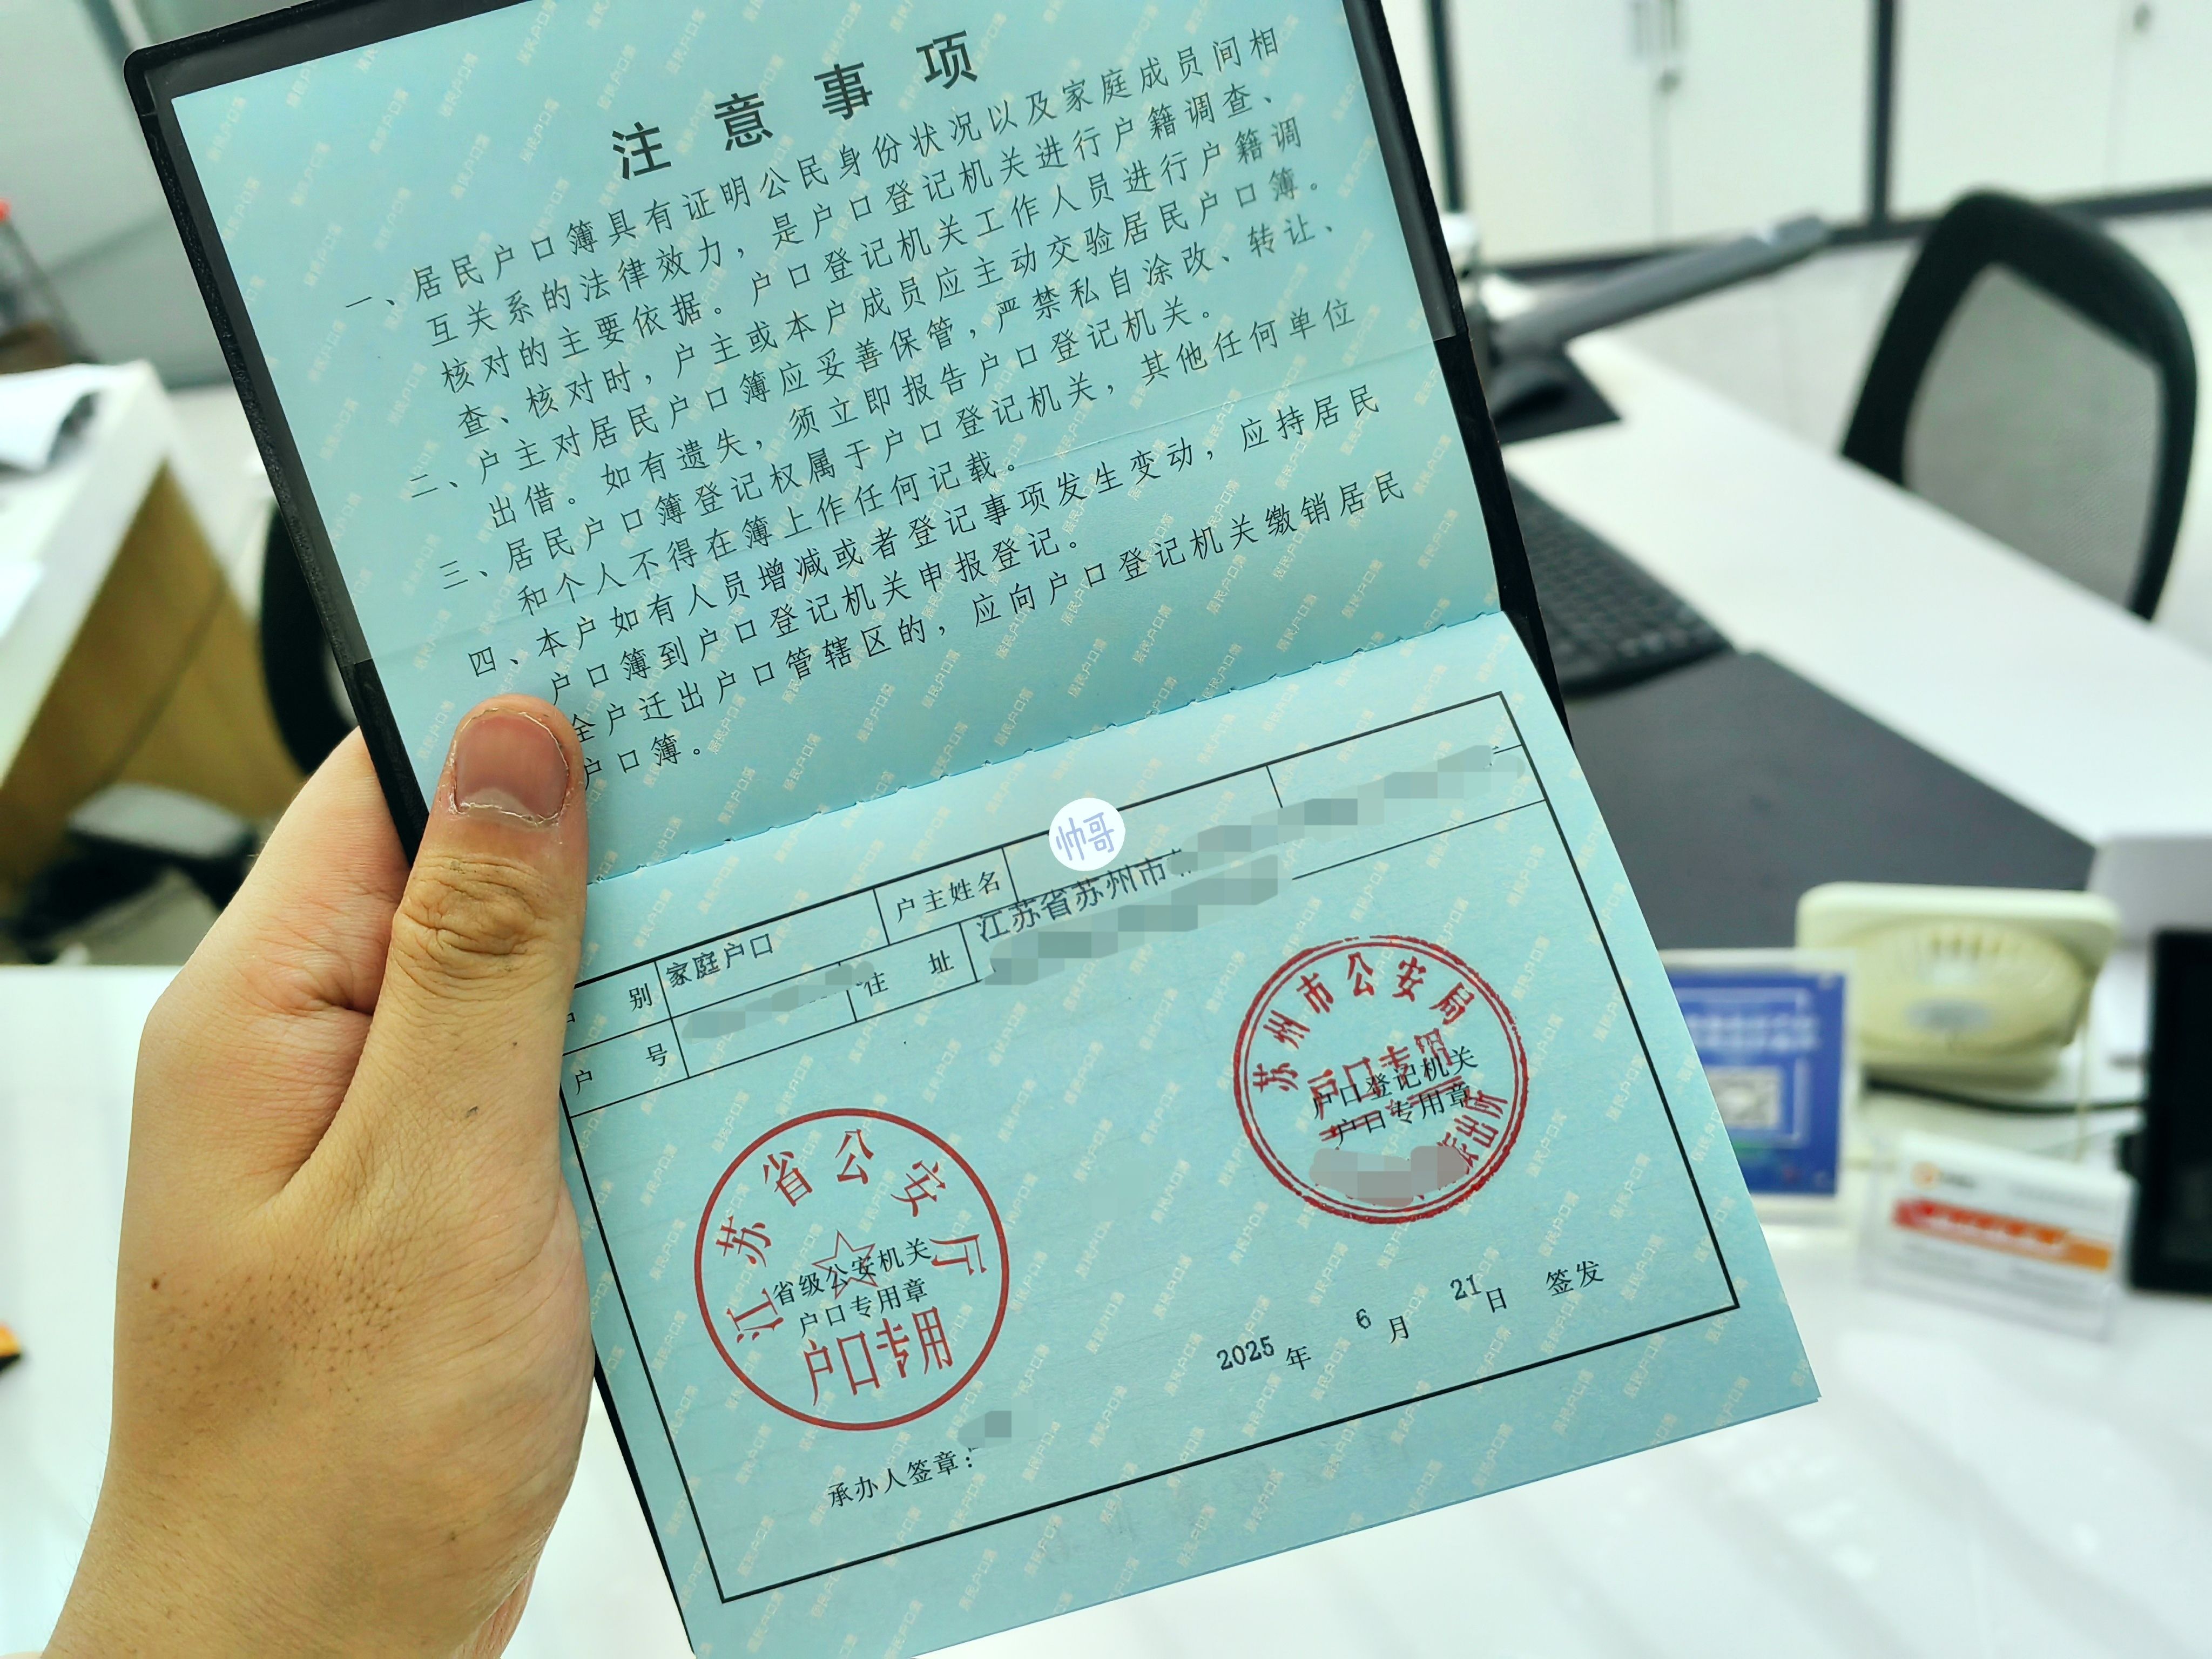 注意事项
一、居民户口簿具有证明公民身份状况以及家庭成员间相
互关系的法律效力，是户口登记机关进行户籍调查、
核对的主要依据。户口登记机关工作人员进行户籍调
查、核对时，户主或本户成员应主动交验居民户口簿。
二、户主对居民户口簿应妥善保管，严禁私自涂改、转让、
出借。如有遗失，须立即报告户口登记机关。
三、居民户口簿登记权属于户口登记机关，其他任何单位
和个人不得在簿上作任何记载。
四、本户如有人员增减或者登记事项发生变动，应持居民
户口簿到户口登记机关申报登记。
全户迁出户口管辖区的，应向户口登记机关缴销居民
户口簿。
别 家庭户口 户主姓名 帅哥
户号 住址 江苏省苏州市
苏州市公安局
户口专用
户口登记机关
户口专用章
派出所
江苏省公安厅
省级公安机关
户口专用章
户口专用
2025年6月21日 签发
承办人签章：